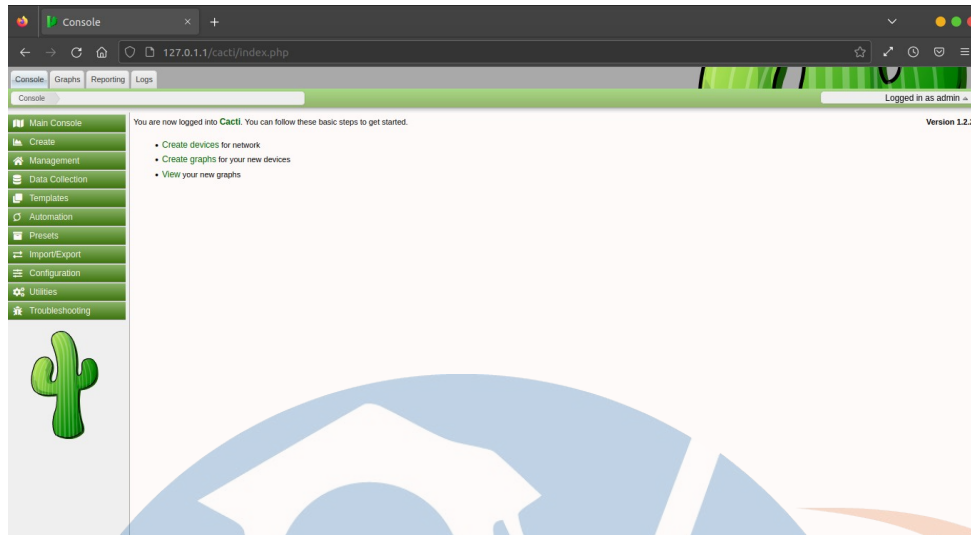 Console
127.0.1.1/cacti/index.php
Console Graphs Reporting Logs
Console
Logged in as admin
Main Console
Create
Management
Data Collection
Templates
Automation
Presets
Import/Export
Configuration
Utilities
Troubleshooting
You are now logged into Cacti. You can follow these basic steps to get started.
Version
Create devices for network
Create graphs for your new devices
View your new graphs